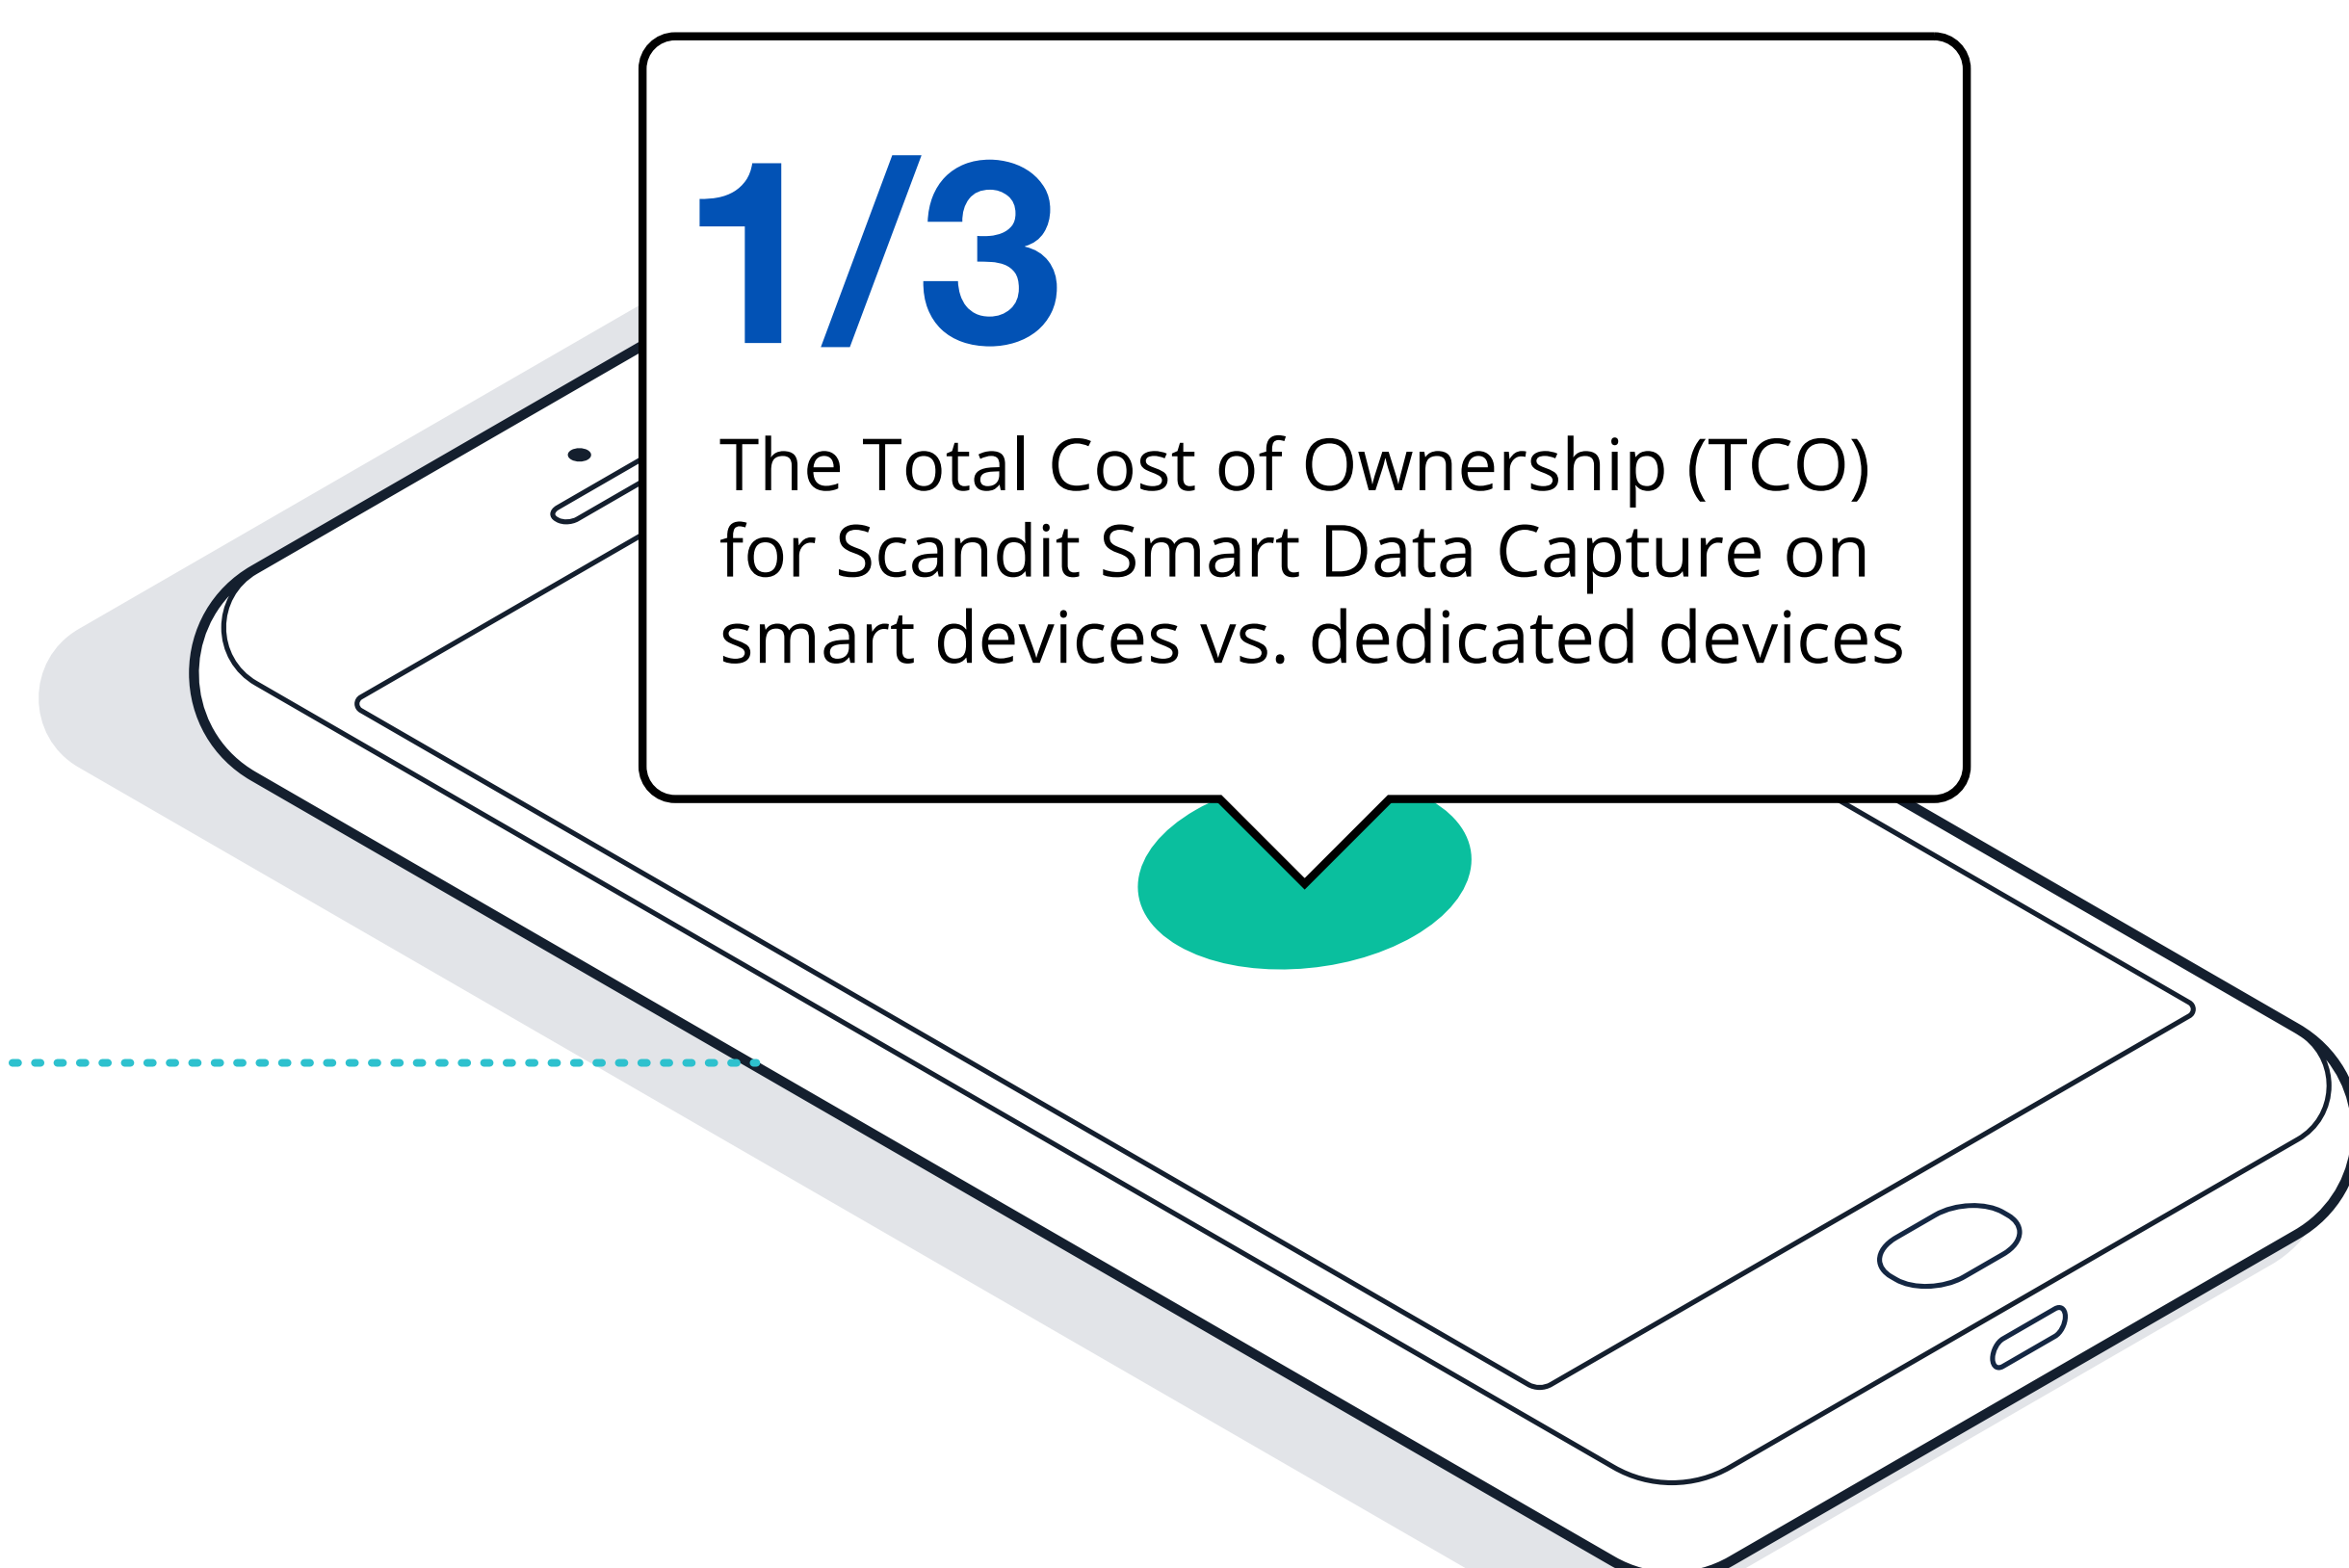 1/3
The Total Cost of Ownership (TCO)
for Scandit Smart Data Capture on
smart devices vs. dedicated devices